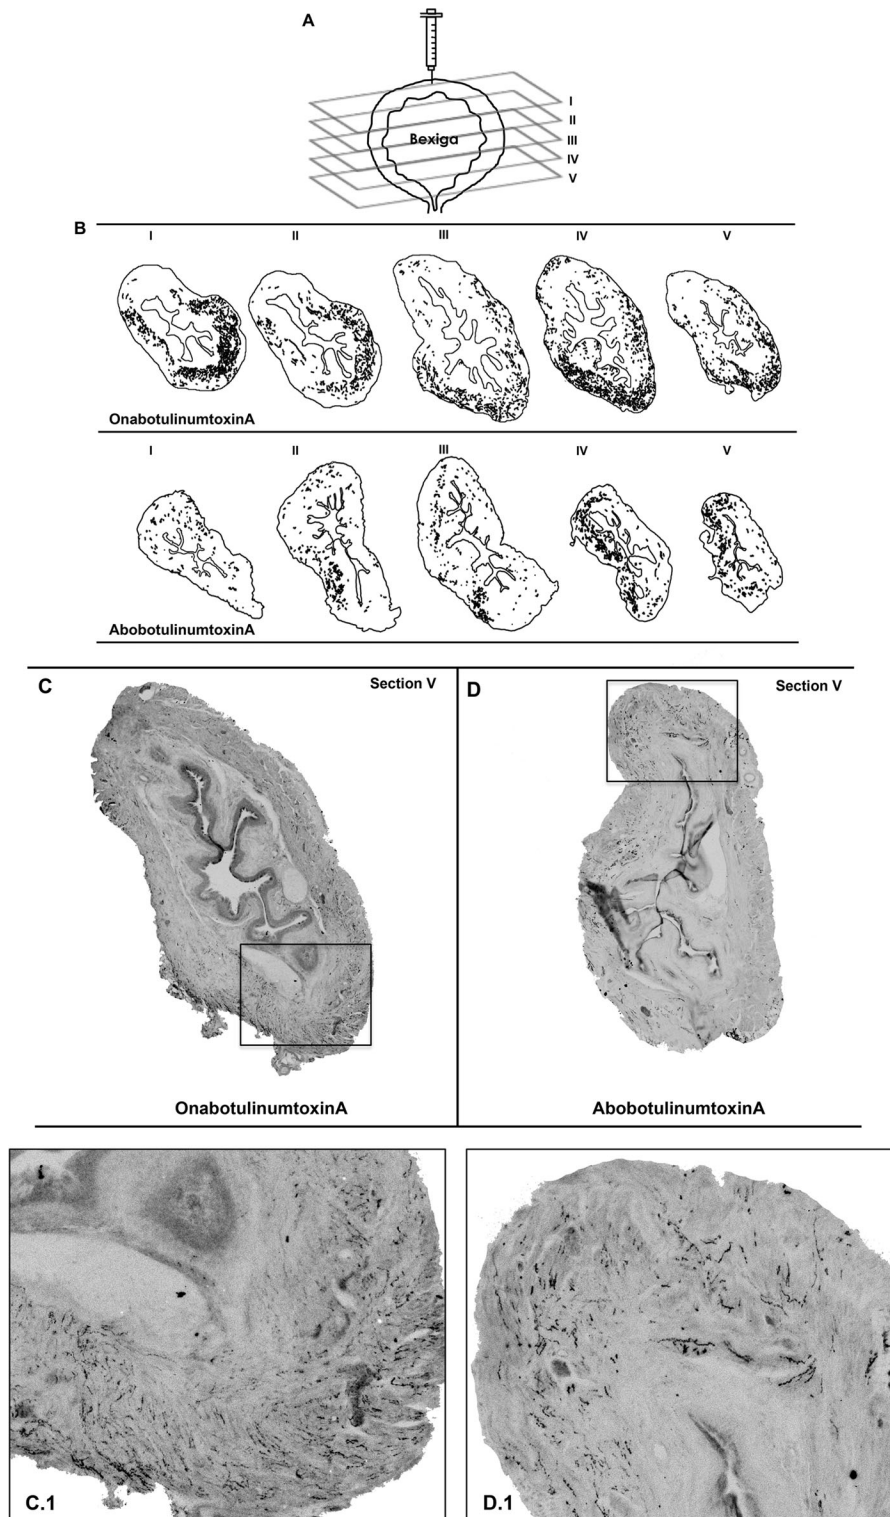 A
I
II
III
IV
V
Bexiga
B
I II III IV V
OnabotulinumtoxinA
I II III IV V
AbobotulinumtoxinA
C Section V
D Section V
OnabotulinumtoxinA
AbobotulinumtoxinA
C.1
D.1